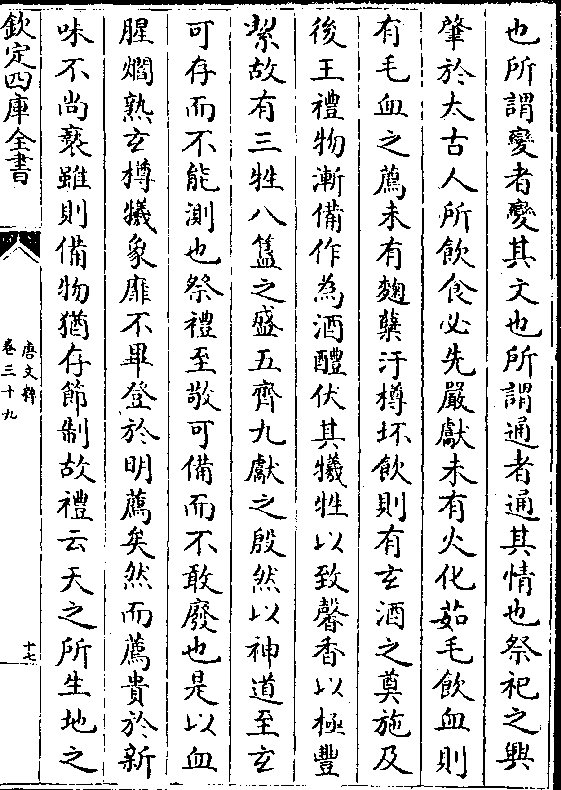 也所謂變者變其文也所謂通者通其情也祭祀之興
肇於太古人所飲食必先嚴獻未有火化茹毛飲血則
有毛血之薦未有麴糵汙樽抔飲則有玄酒之奠施及
後王禮物漸備作為酒醴伏其犧牲以致馨香以極豐
潔故有三牲八簋之盛五齊九獻之殷然以神道至玄
可存而不能測也祭禮至敬可備而不敢廢也是以血
腥爓熟玄樽犧象靡不畢登於明薦矣然而薦貴於新
味不尚褻雖則備物猶存節制故禮云天之所生地之
欽定四庫全書
唐文粹
卷三十九
十七